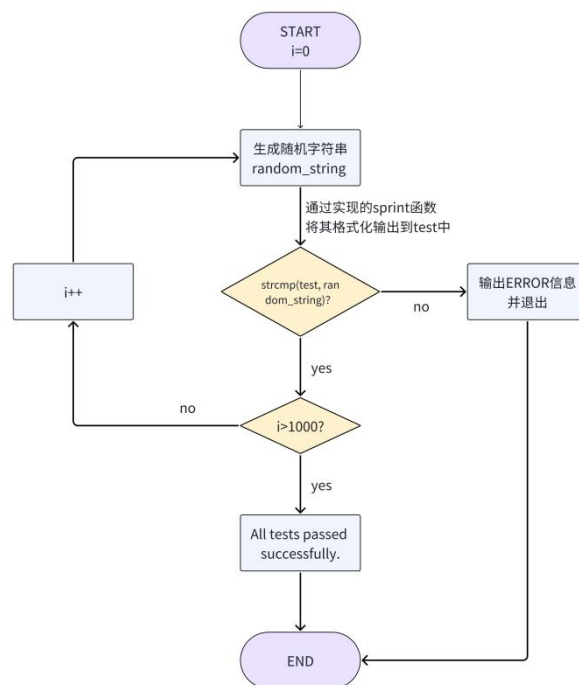 START
i=0
生成随机字符串
random_string
通过实现的sprint函数
将其格式化输出到test中
strcmp(test, ran
dom_string)?
no
输出ERROR信息
并退出
i++
yes
no
i>1000?
yes
All tests passed
successfully.
END